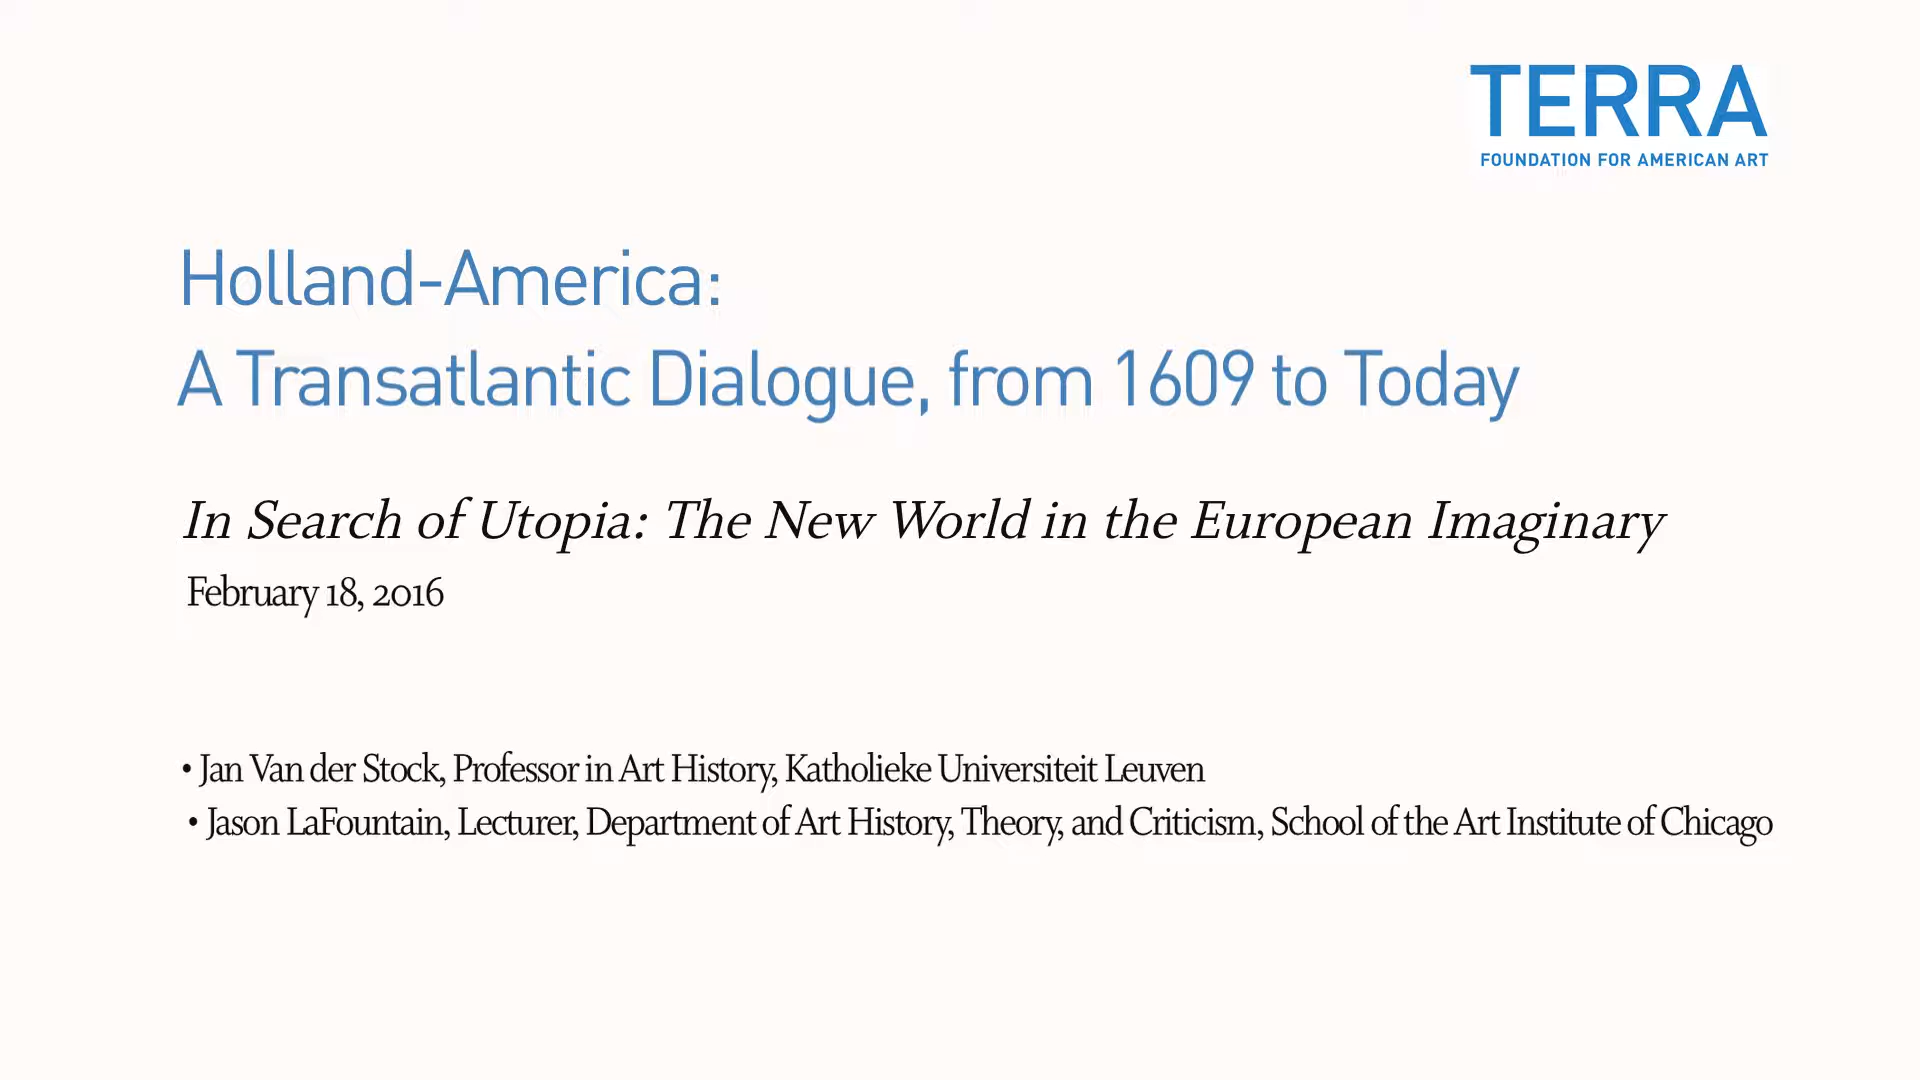 TERRA
FOUNDATION FOR AMERICAN ART
Holland-America:
A Transatlantic Dialogue, from 1609 to Today
In Search of Utopia: The New World in the European Imaginary
February 18, 2016
• Jan Van der Stock, Professor in Art History, Katholieke Universiteit Leuven
• Jason LaFountain, Lecturer, Department of Art History, Theory, and Criticism, School of the Art Institute of Chicago